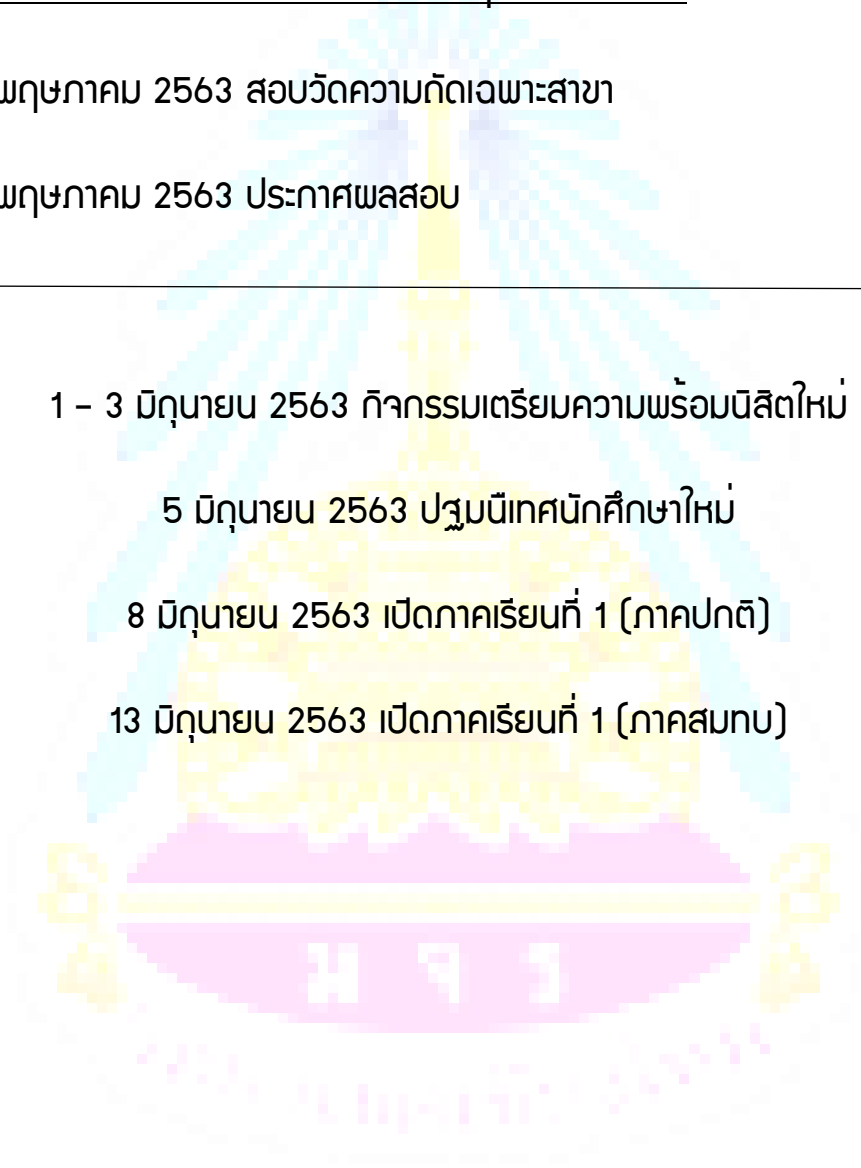 พฤษภาคม 2563 สอบวัดความถัดเฉพาะสาขา
พฤษภาคม 2563 ประกาศผลสอบ
1 – 3 มิถุนายน 2563 กิจกรรมเตรียมความพร้อมนิสิตใหม่
5 มิถุนายน 2563 ปฐมนืเทศนักศึกษาใหม่
8 มิถุนายน 2563 เปิดภาคเรียนที่ 1 (ภาคปกติ)
13 มิถุนายน 2563 เปิดภาคเรียนที่ 1 (ภาคสมทบ)
ม จ ร